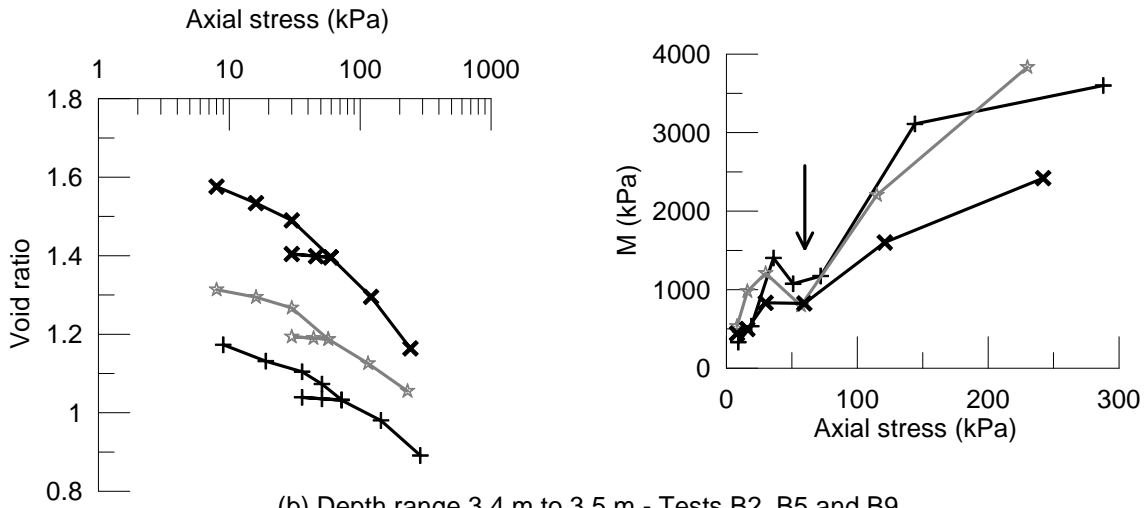 Axial stress (kPa)
1 10 100 1000
1.8
1.6
1.4
1.2
1
0.8
Void ratio
4000
3000
2000
1000
0
M (kPa)
0 100 200 300
Axial stress (kPa)
(b) Depth range 3.4 m to 3.5 m - Tests B2, B5 and B9